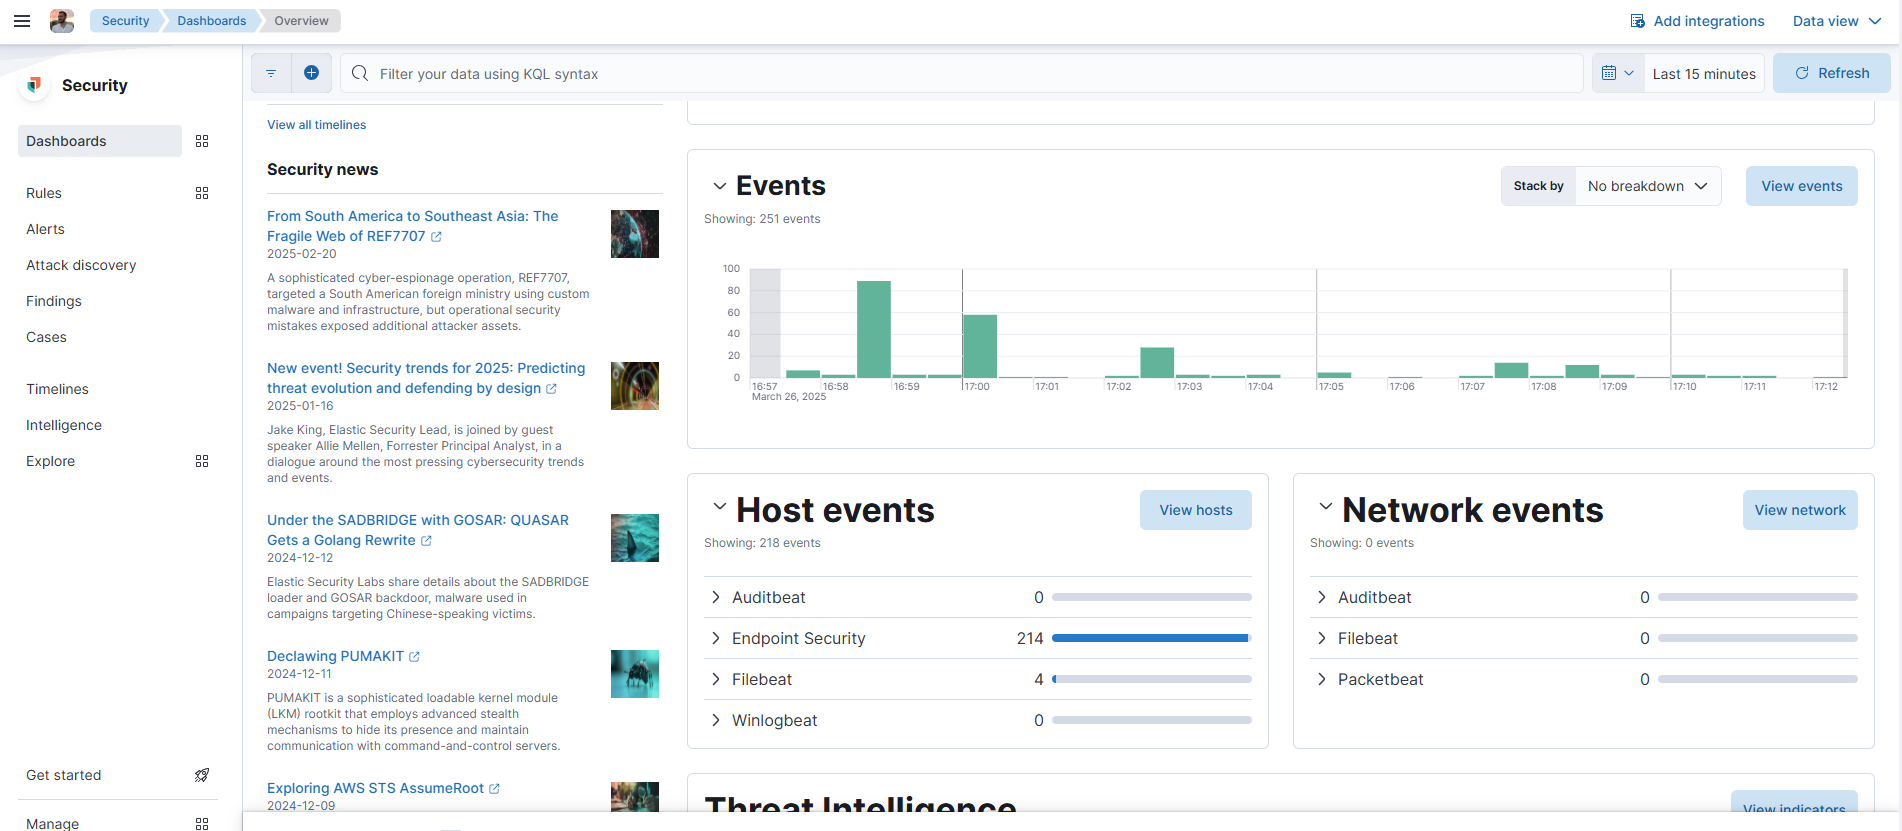 Security
Dashboards
Overview
Add integrations
Data view
Security
Filter your data using KQL syntax
Last 15 minutes
Refresh
Dashboards
Rules
Alerts
Attack discovery
Findings
Cases
Timelines
Intelligence
Explore
Get started
Manage
View all timelines
Security news
From South America to Southeast Asia: The
Fragile Web of REF7707
2025-02-20
A sophisticated cyber-espionage operation, REF7707,
targeted a South American foreign ministry using custom
malware and infrastructure, but operational security
mistakes exposed additional attacker assets.
New event! Security trends for 2025: Predicting
threat evolution and defending by design
2025-01-16
Jake King, Elastic Security Lead, is joined by guest
speaker Allie Mellen, Forrester Principal Analyst, in a
dialogue around the most pressing cybersecurity trends
and events.
Under the SADBRIDGE with GOSAR: QUASAR
Gets a Golang Rewrite
2024-12-12
Elastic Security Labs share details about the SADBRIDGE
loader and GOSAR backdoor, malware used in
campaigns targeting Chinese-speaking victims.
Declawing PUMAKIT
2024-12-11
PUMAKIT is a sophisticated loadable kernel module
(LKM) rootkit that employs advanced stealth
mechanisms to hide its presence and maintain
communication with command-and-control servers.
Exploring AWS STS AssumeRoot
2024-12-09
Events
Stack by
No breakdown
View events
Showing: 251 events
100
80
60
40
20
0
16:57
16:58
16:59
17:00
17:01
17:02
17:03
17:04
17:05
17:06
17:07
17:08
17:09
17:10
17:11
17:12
March 26, 2025
Host events
View hosts
Showing: 218 events
Auditbeat 0
Endpoint Security 214
Filebeat 4
Winlogbeat 0
Network events
View network
Showing: 0 events
Auditbeat 0
Filebeat 0
Packetbeat 0
Threat Intelligence
View indicators